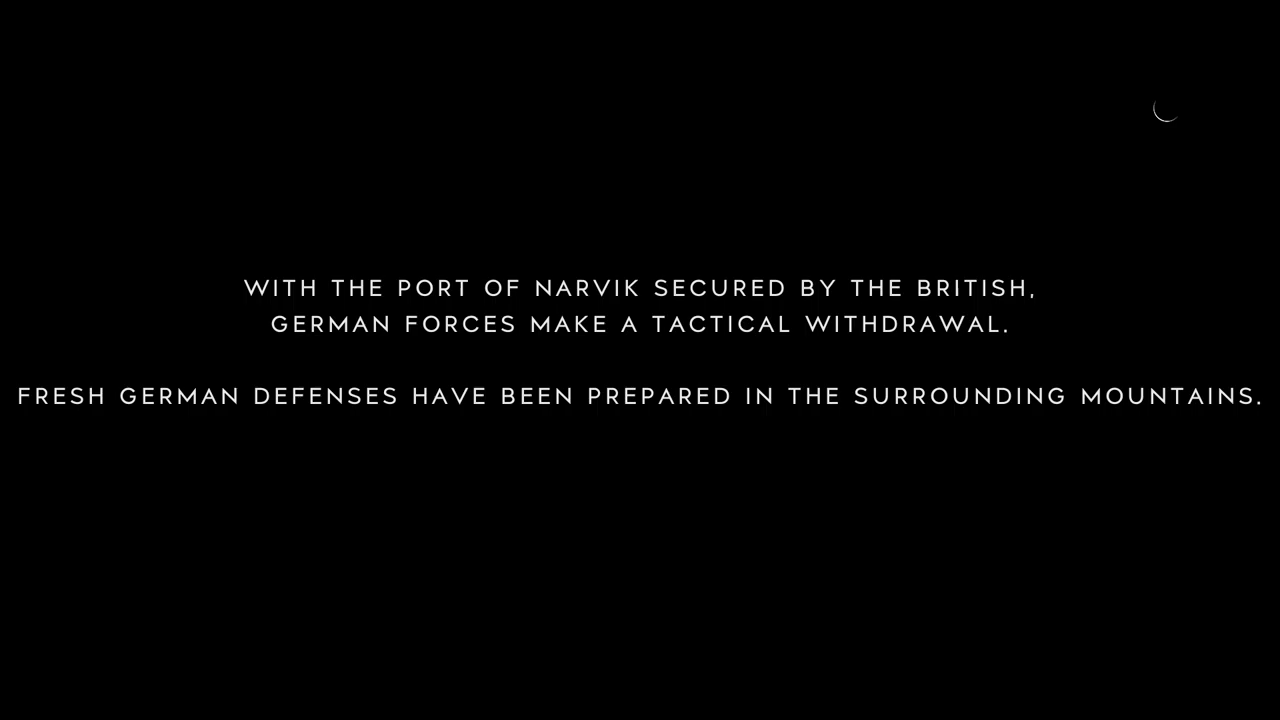 WITH THE PORT OF NARVIK SECURED BY THE BRITISH,
GERMAN FORCES MAKE A TACTICAL WITHDRAWAL.
FRESH GERMAN DEFENSES HAVE BEEN PREPARED IN THE SURROUNDING MOUNTAINS.